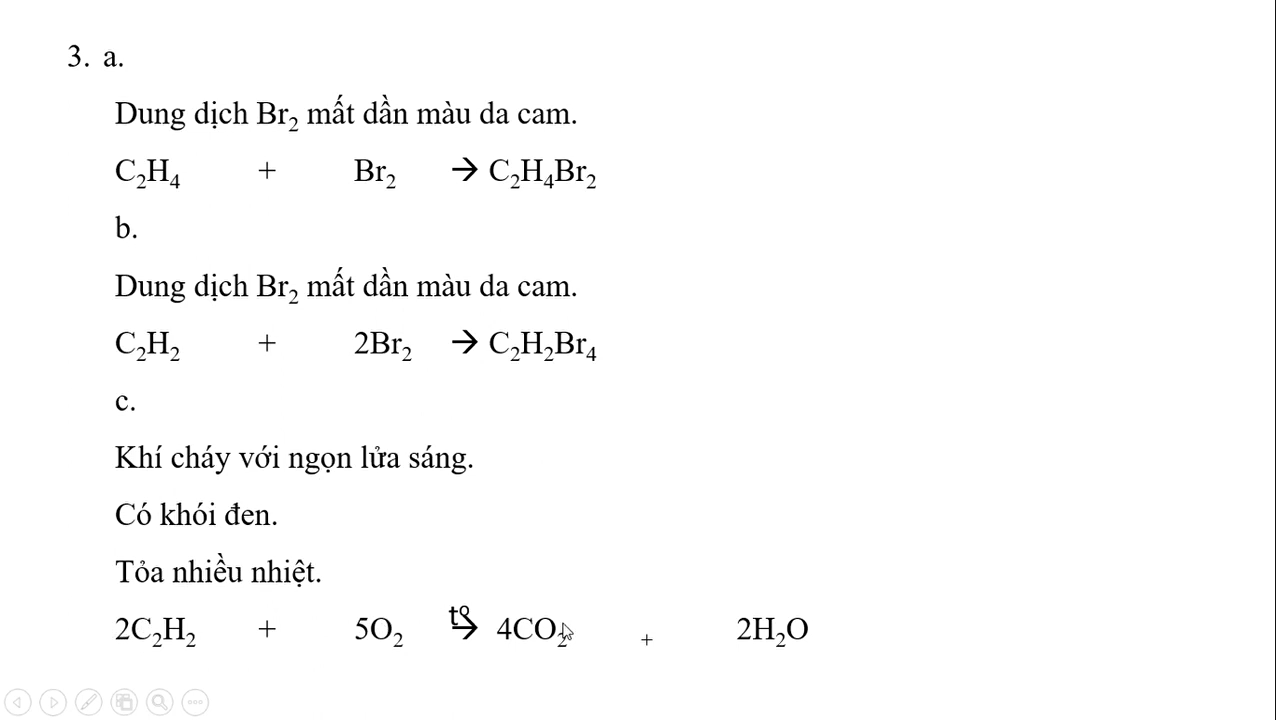 3. a.
Dung dịch Br₂ mất dần màu da cam.
C₂H₄ + Br₂ → C₂H₄Br₂
b.
Dung dịch Br₂ mất dần màu da cam.
C₂H₂ + 2Br₂ → C₂H₂Br₄
c.
Khí cháy với ngọn lửa sáng.
Có khói đen.
Tỏa nhiều nhiệt.
2C₂H₂ + 5O₂ tº→ 4CO₂ + 2H₂O